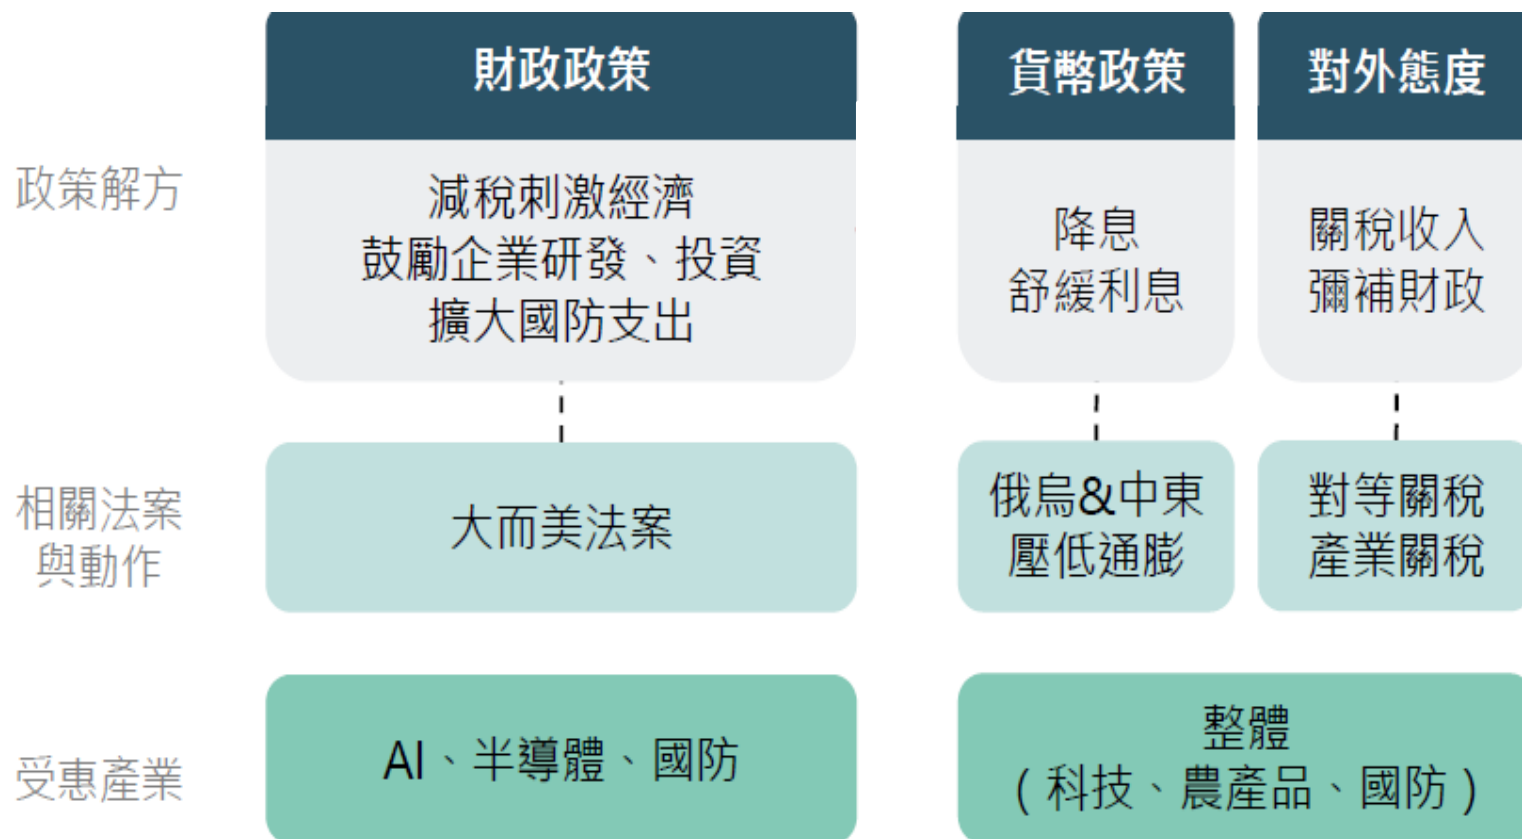 財政政策
貨幣政策
對外態度
政策解方
減稅刺激經濟
鼓勵企業研發、投資
擴大國防支出
降息
舒緩利息
關稅收入
彌補財政
相關法案
與動作
大而美法案
俄烏&中東
壓低通膨
對等關稅
產業關稅
受惠產業
AI、半導體、國防
整體
(科技、農產品、國防)